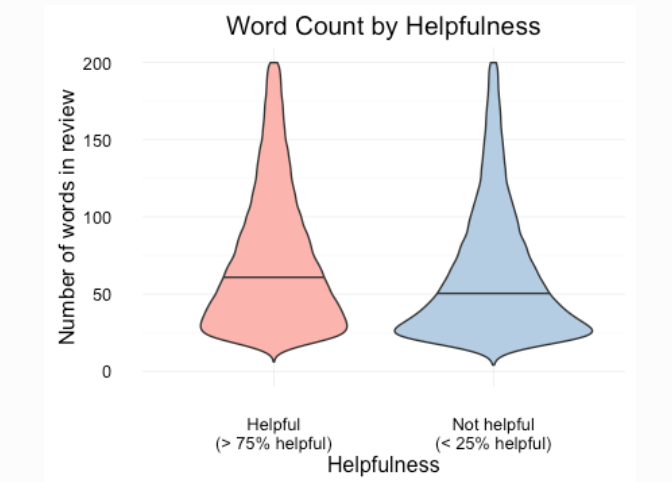 Word Count by Helpfulness
Number of words in review
200
150
100
50
0
Helpful
(> 75% helpful)
Not helpful
(< 25% helpful)
Helpfulness